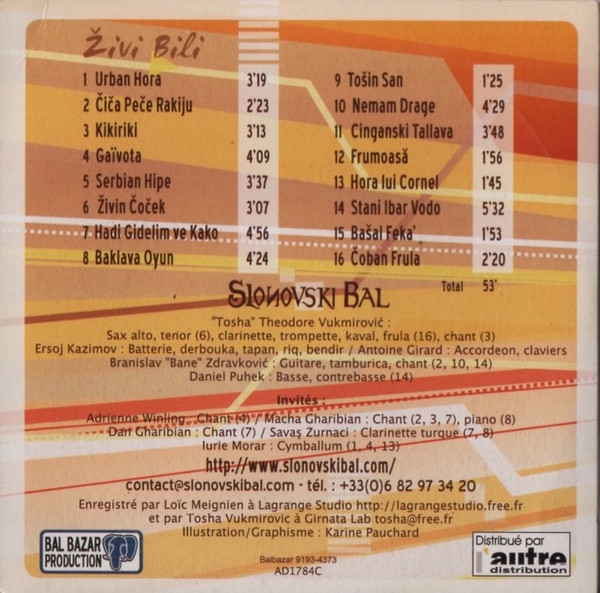 Živi Bili
1 Urban Hora 3'19
2 Čiča Peče Rakiju 2'23
3 Kikiriki 3'13
4 Gaïvota 4'09
5 Serbian Hipe 3'37
6 Živin Čoček 3'07
7 Hadi Gidelim ve Kako 4'56
8 Baklava Oyun 4'24
9 Tošin San 1'25
10 Nemam Drage 4'29
11 Cinganski Tallava 3'48
12 Frumoasă 1'56
13 Hora lui Cornel 1'45
14 Stani Ibar Vodo 5'32
15 Bašal Feka' 1'53
16 Čoban Frula 2'20
Total 53'
Slonovski Bal
"Tosha" Theodore Vukmirović :
Sax alto, tenor (6), clarinette, trompette, kaval, frula (16), chant (3)
Ersoj Kazimov : Batterie, derbouka, tapan, riq, bendir / Antoine Girard : Accordeon, claviers
Branislav "Bane" Zdravković : Guitare, tamburica, chant (2, 10, 14)
Daniel Puhek : Basse, contrebasse (14)
Invités :
Adrienne Winling : Chant (4) / Macha Gharibian : Chant (2, 3, 7), piano (8)
Dan Gharibian : Chant (7) / Savaş Zurnaci : Clarinette turque (7, 8)
Iurie Morar : Cymballum (1, 4, 13)
http://www.slonovskibal.com/
contact@slonovskibal.com - tél. : +33(0)6 82 97 34 20
Enregistré par Loïc Meignien à Lagrange Studio http://lagrangestudio.free.fr
et par Tosha Vukmirovic à Girnata Lab tosha@free.fr
Illustration/Graphisme : Karine Pauchard
BAL BAZAR
PRODUCTION
Balbazar 9193-4373
AD1784C
Distribué par
l'autre
distribution